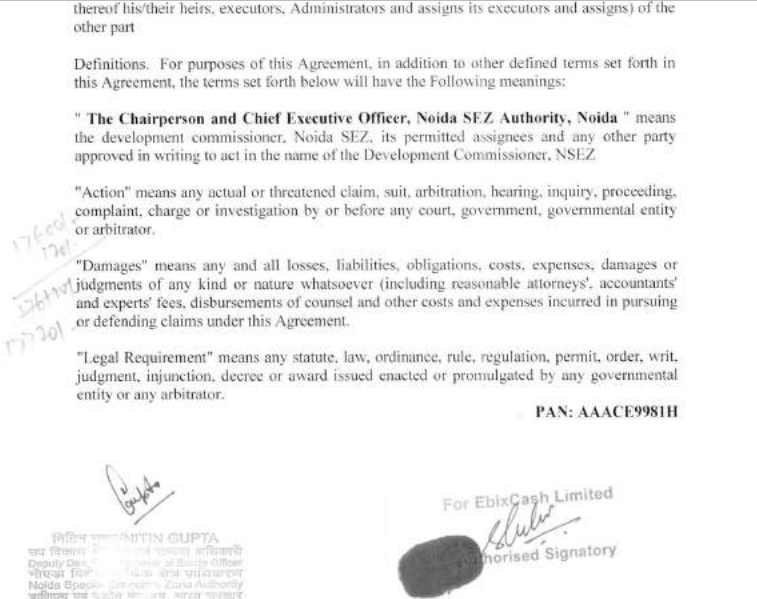 thereof his/their heirs, executors, Administrators and assigns its executors and assigns) of the
other part
Definitions. For purposes of this Agreement, in addition to other defined terms set forth in
this Agreement, the terms set forth below will have the Following meanings:
" The Chairperson and Chief Executive Officer, Noida SEZ Authority, Noida " means
the development commissioner, Noida SEZ, its permitted assignees and any other party
approved in writing to act in the name of the Development Commissioner, NSEZ
"Action" means any actual or threatened claim, suit, arbitration, hearing, inquiry, proceeding,
complaint, charge or investigation by or before any court, government, governmental entity
or arbitrator.
"Damages" means any and all losses, liabilities, obligations, costs, expenses, damages or
judgments of any kind or nature whatsoever (including reasonable attorneys', accountants'
and experts' fees, disbursements of counsel and other costs and expenses incurred in pursuing
or defending claims under this Agreement.
"Legal Requirement" means any statute, law, ordinance, rule, regulation, permit, order, writ,
judgment, injunction, decree or award issued enacted or promulgated by any governmental
entity or any arbitrator.
PAN: AAACE9981H
Gupta
नितिन NITIN GUPTA
Deputy Officer
Noida Authority
For EbixCash Limited
Signatory